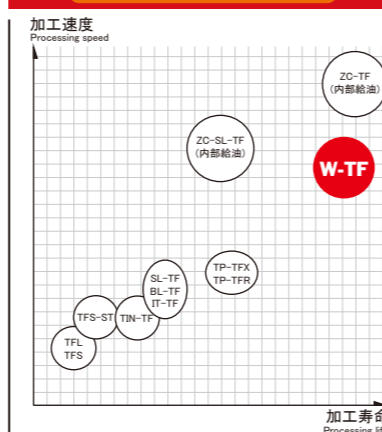 加工速度
Processing speed
ZC-TF
(内部給油)
ZC-SL-TF
(内部給油)
W-TF
TP-TFX
TP-TFR
SL-TF
BL-TF
IT-TF
TFS-ST
TIN-TF
TFL
TFS
加工寿命
Processing lif